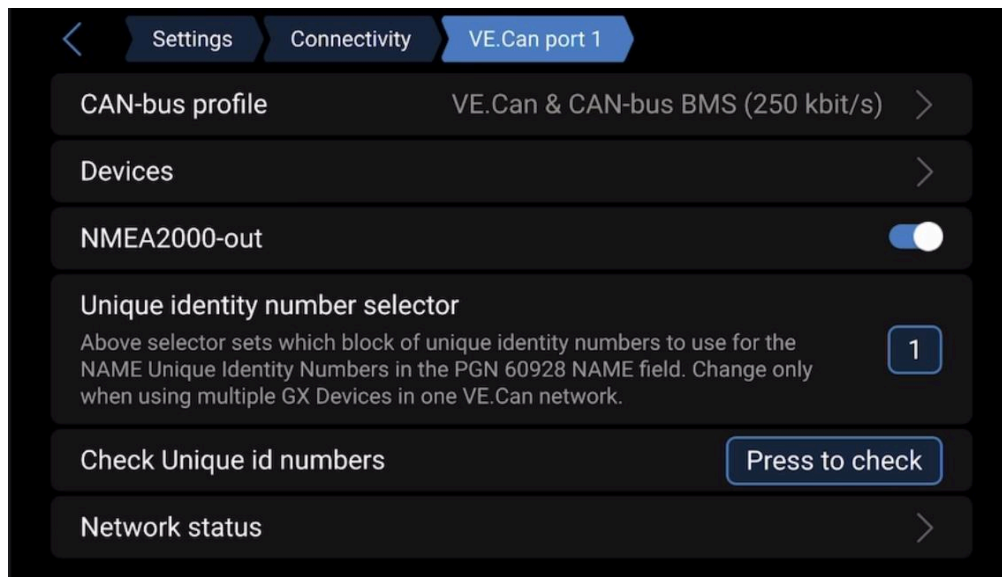 Settings Connectivity VE.Can port 1
CAN-bus profile VE.Can & CAN-bus BMS (250 kbit/s)
Devices
NMEA2000-out
Unique identity number selector
Above selector sets which block of unique identity numbers to use for the
NAME Unique Identity Numbers in the PGN 60928 NAME field. Change only
when using multiple GX Devices in one VE.Can network.
1
Check Unique id numbers Press to check
Network status